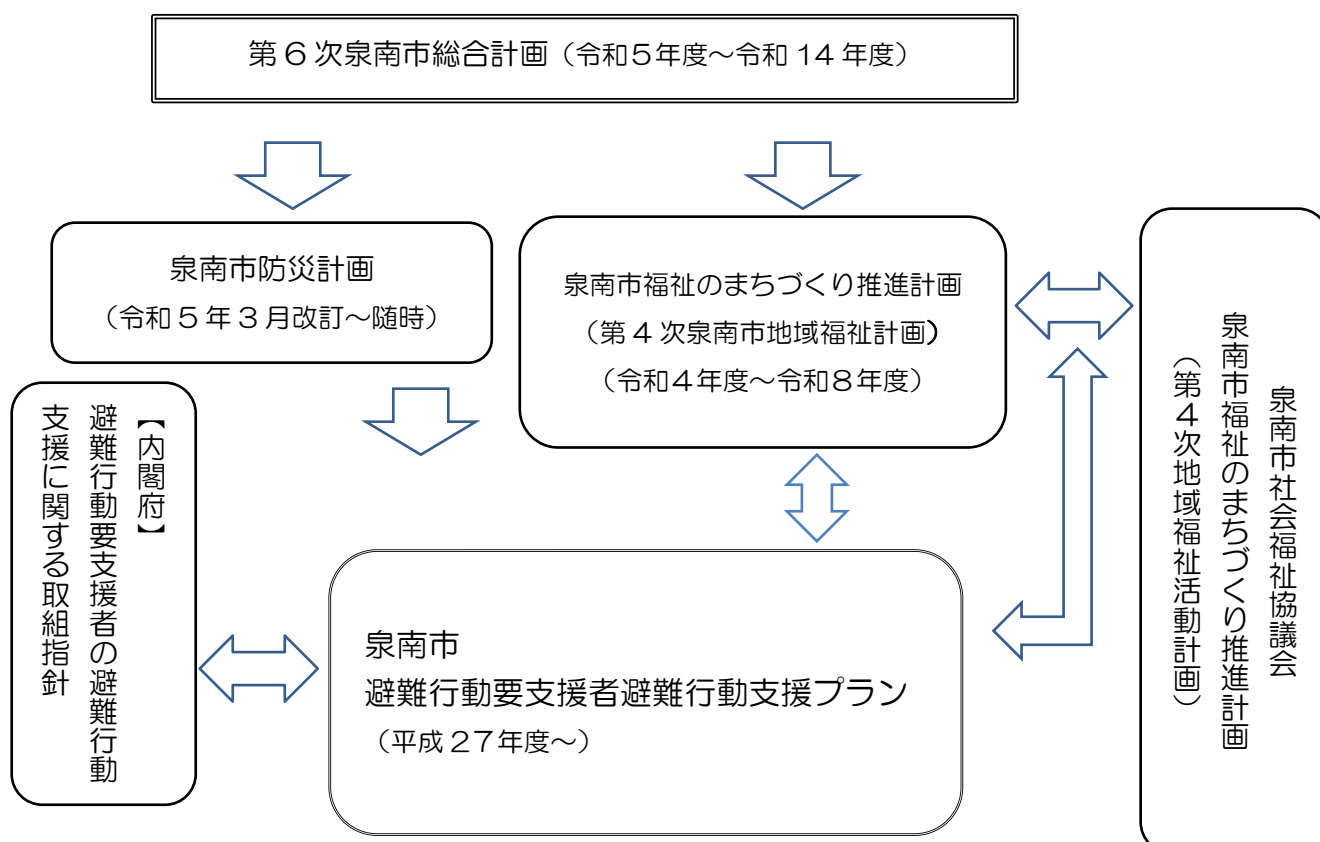 第6次泉南市総合計画（令和5年度～令和14年度）
泉南市防災計画
（令和5年3月改訂～随時）
泉南市福祉のまちづくり推進計画
（第4次泉南市地域福祉計画）
（令和4年度～令和8年度）
泉南市社会福祉協議会
泉南市福祉のまちづくり推進計画
（第4次地域福祉活動計画）
【内閣府】
避難行動要支援者の避難行動
支援に関する取組指針
泉南市
避難行動要支援者避難行動支援プラン
（平成27年度～）